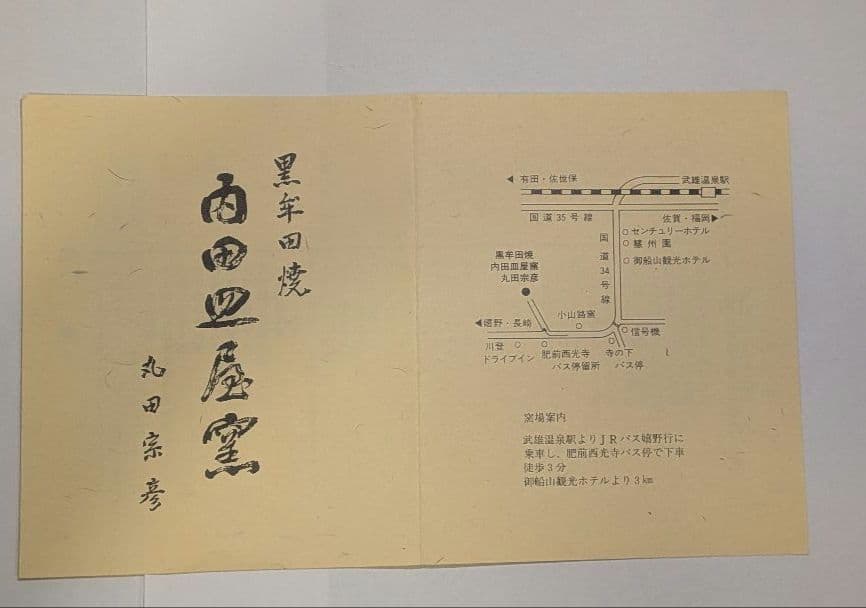 黒牟田焼
内田皿屋窯
丸田宗彦
◀有田・佐世保
武雄温泉駅
国道35号線
佐賀・福岡▶
国道34号線
センチュリーホテル
慧州園
御船山観光ホテル
黒牟田焼
内田皿屋窯
丸田宗彦
小山路窯
◀嬉野・長崎
信号機
川登
ドライブイン
肥前西光寺
バス停留所
寺の下
バス停
窯場案内
武雄温泉駅よりJRバス嬉野行に
乗車し、肥前西光寺バス停で下車
徒歩3分
御船山観光ホテルより3km